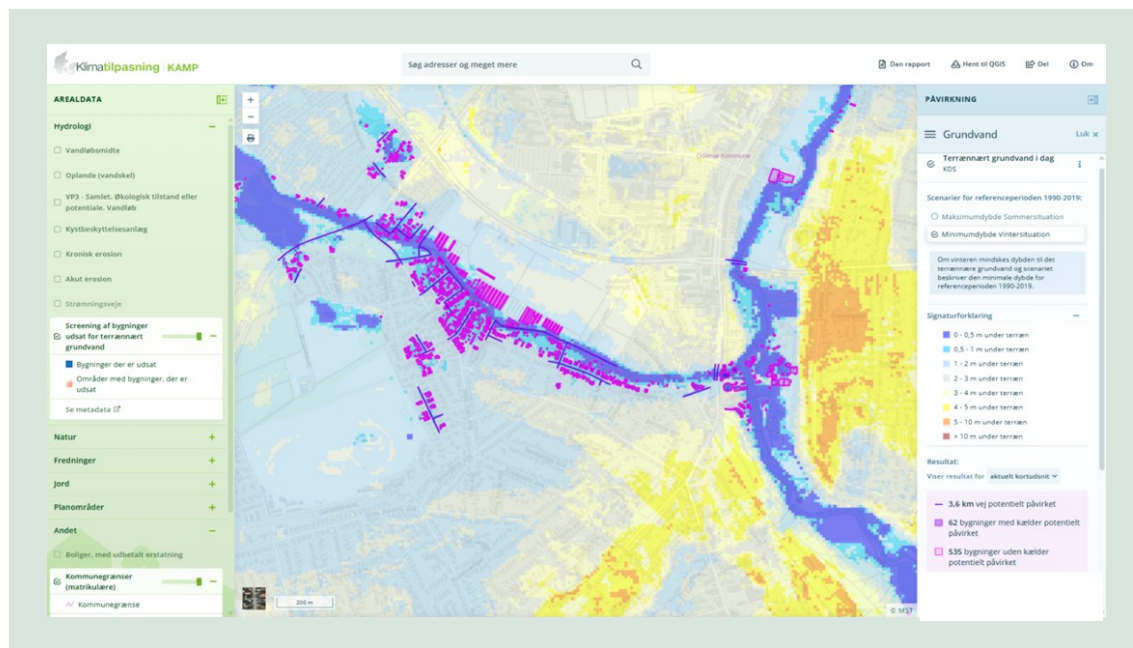 Klimatilpasning | KAMP
Søg adresser og meget mere
Dan rapport
Hent til QGIS
Del
Om
AREALDATA
Hydrologi
Vandløbsmidte
Oplande (vandskel)
VP3 - Samlet. Økologisk tilstand eller
potentiale. Vandløb
Kystbeskyttelsesanlæg
Kronisk erosion
Akut erosion
Strømningsveje
Screening af bygninger
udsat for terrænnært
grundvand
Bygninger der er udsat
Områder med bygninger, der er
udsat
Se metadata
Natur
Fredninger
Jord
Planområder
Andet
Boliger, med udbetalt erstatning
Kommunegrænser
(matrikulære)
Kommunegrænse
200 m
© MST
PÅVIRKNING
Grundvand
Luk x
Terrænnært grundvand i dag
KDS
Scenarier for referenceperioden 1990-
2019:
Maksimumdybde Sommersituation
Minimumdybde Vintersituation
Om vinteren mindskes dybden til det
terrænnære grundvand og scenariet
beskriver den minimale dybde for
referenceperioden 1990-2019.
Signaturforklaring
0 - 0,5 m under terræn
0,5 - 1 m under terræn
1 - 2 m under terræn
2 - 3 m under terræn
3 - 4 m under terræn
4 - 5 m under terræn
5 - 10 m under terræn
> 10 m under terræn
Resultat:
Viser resultat for aktuelt kortudsnit
3,6 km vej potentielt påvirket
62 bygninger med kælder potentielt
påvirket
535 bygninger uden kælder
potentielt påvirket